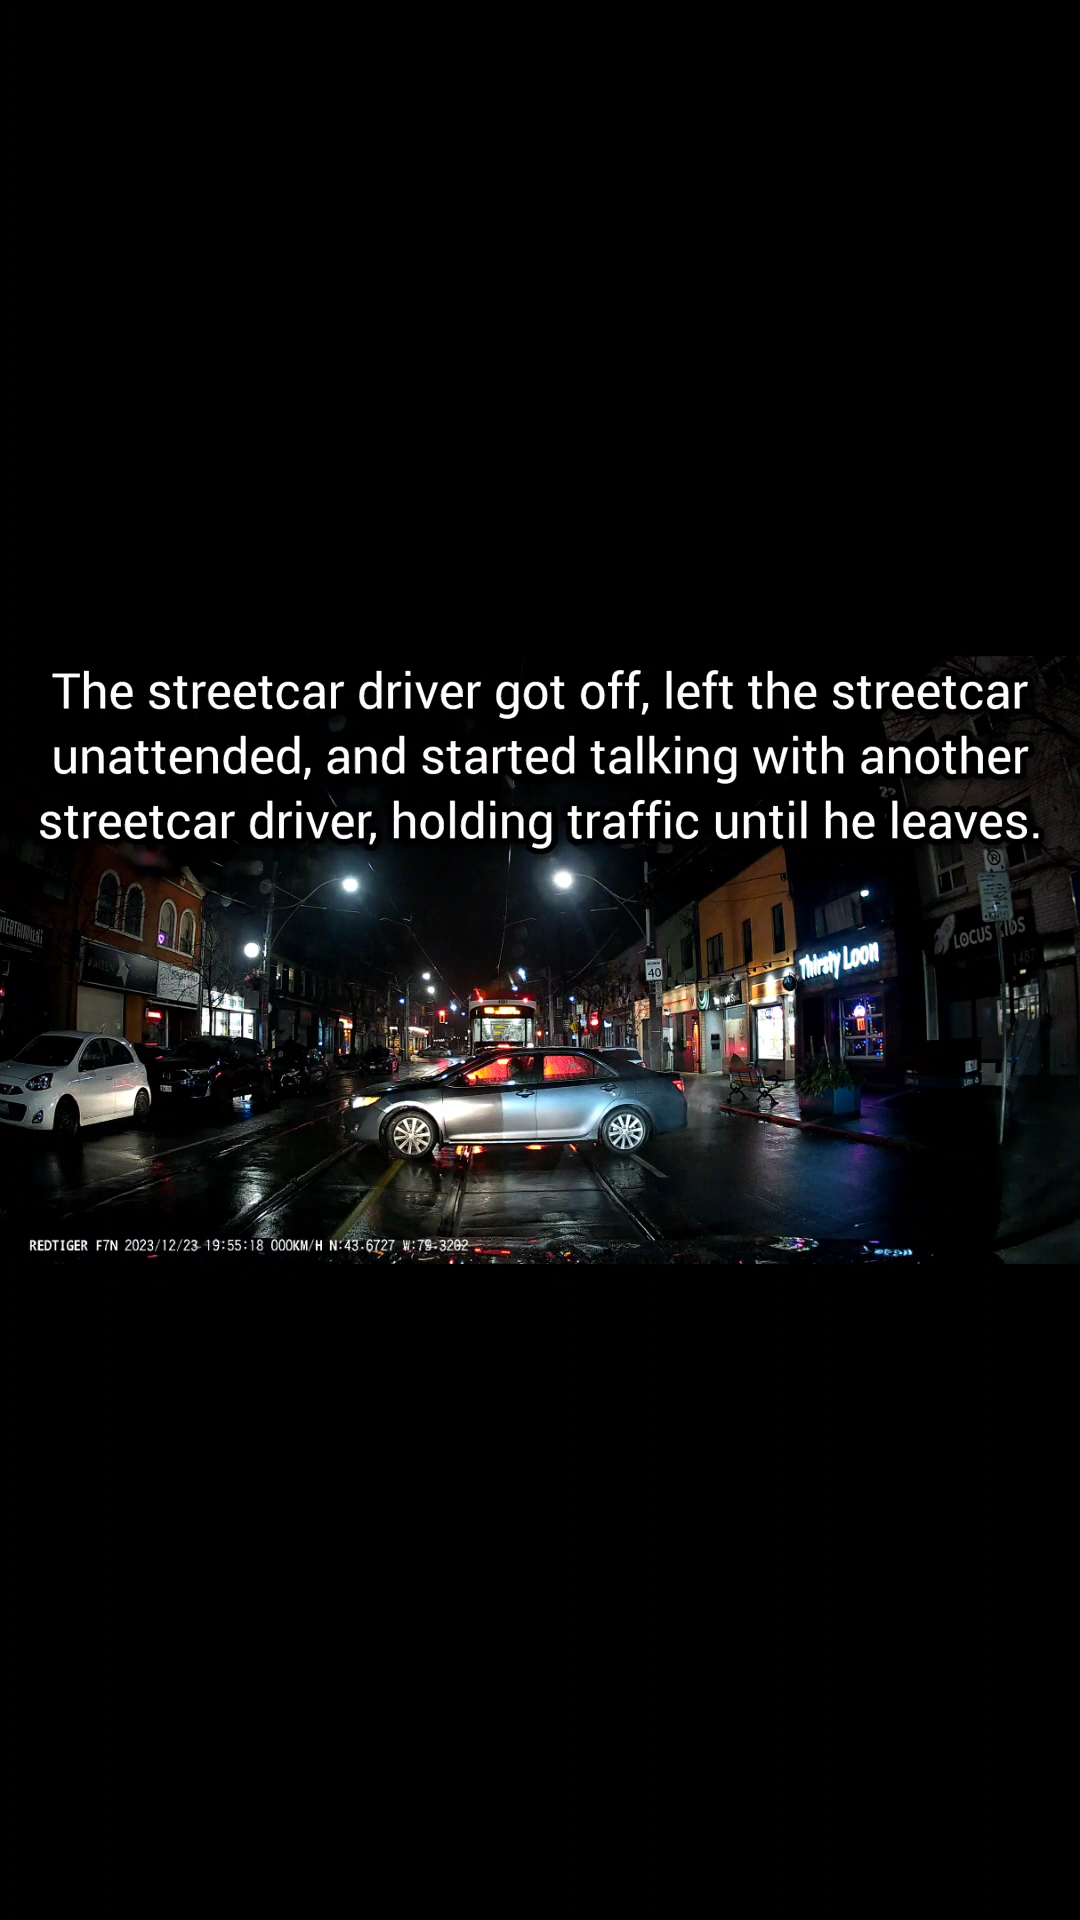 The streetcar driver got off, left the streetcar
unattended, and started talking with another
streetcar driver, holding traffic until he leaves.
LOCUS KIDS
1487
Thirsty Loon
40
REDTIGER F7N 2023/12/23 19:55:18 000KM/H N:43.6727 W:79.3202